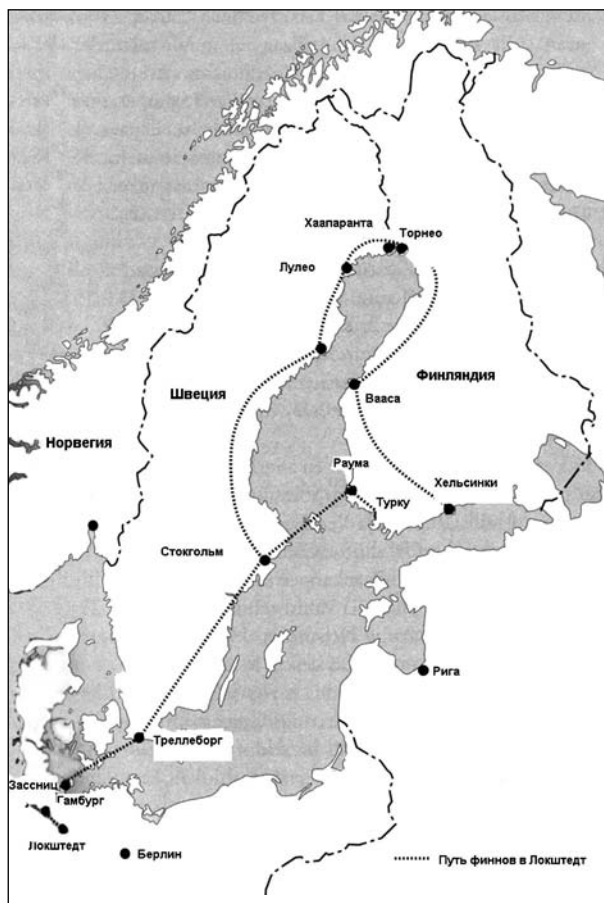 Хаапаранта
Торнео
Лулео
Швеция
Финляндия
Вааса
Норвегия
Раума
Хельсинки
Турку
Стокгольм
Рига
Треллеборг
Зассниц
Гамбург
Локштедт
Берлин
Путь финнов в Локштедт